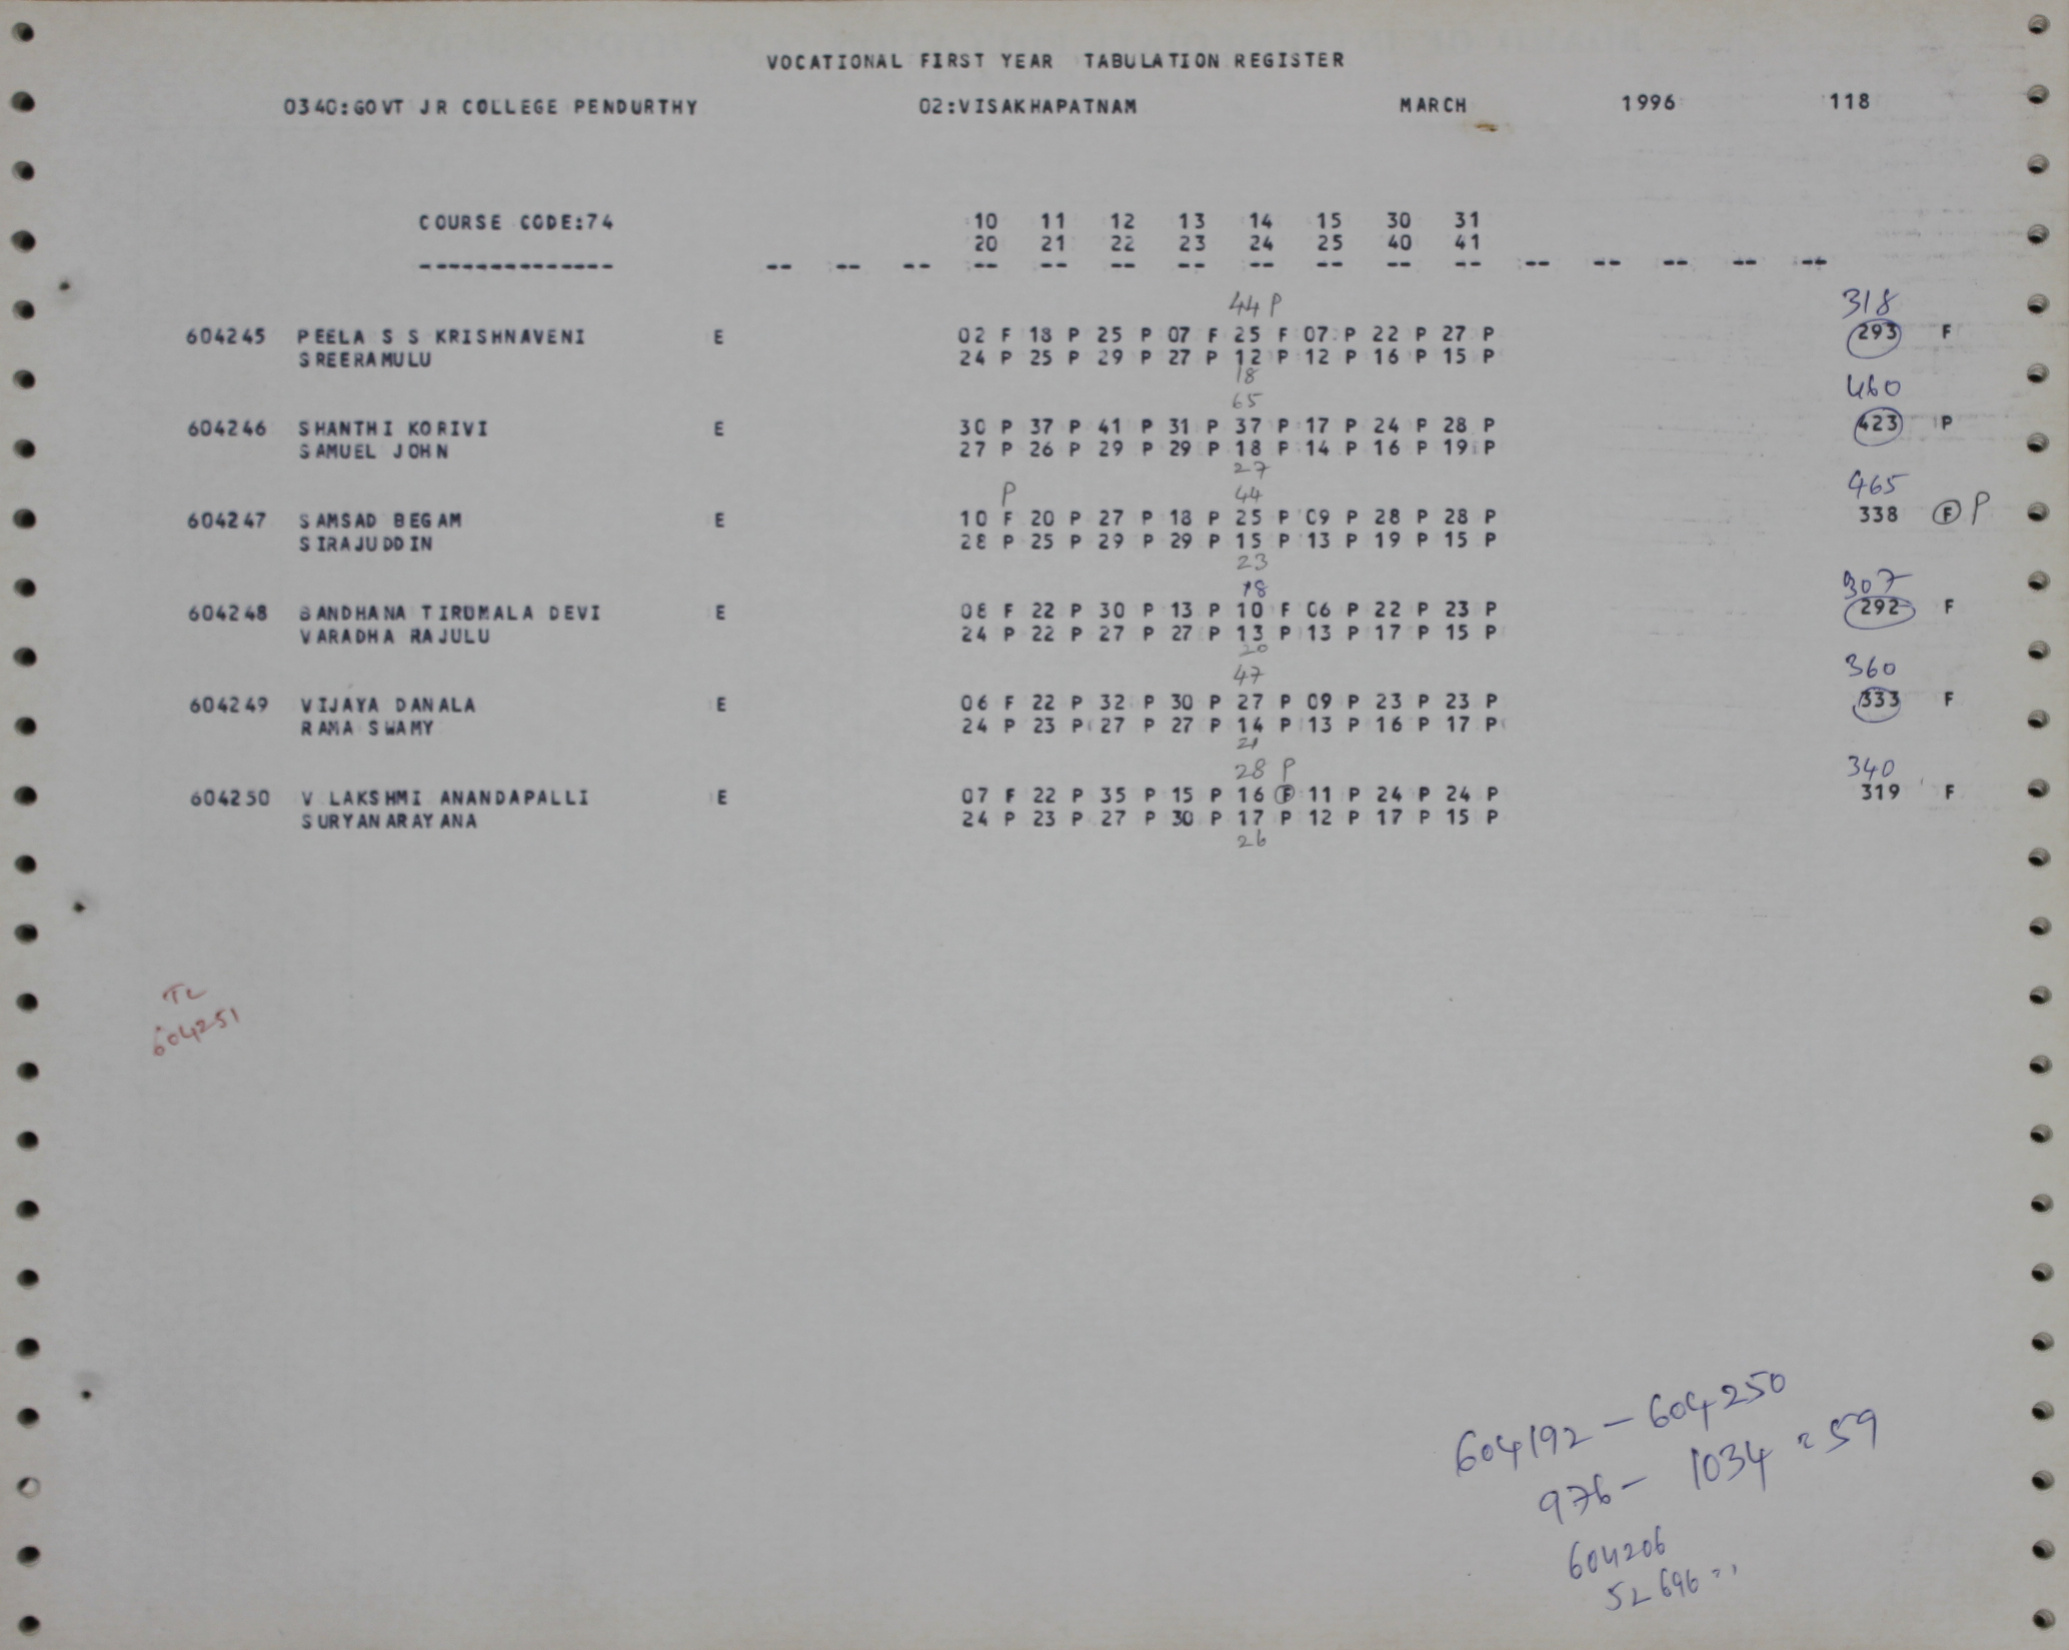 VOCATIONAL FIRST YEAR TABULATION REGISTER
0340:GOVT JR COLLEGE PENDURTHY 02:VISAKHAPATNAM MARCH 1996 118
COURSE CODE:74 10 11 12 13 14 15 30 31
20 21 22 23 24 25 40 41
-------------- -- -- -- -- -- -- -- -- -- -- -- -- -- -- -- --
44 P 318
604245 PEELA S S KRISHNAVENI E 02 F 18 P 25 P 07 F 25 F 07 P 22 P 27 P 293 F
SREERAMULU 24 P 25 P 29 P 27 P 12 P 12 P 16 P 15 P
18
65 460
604246 SHANTHI KORIVI E 30 P 37 P 41 P 31 P 37 P 17 P 24 P 28 P 423 P
SAMUEL JOHN 27 P 26 P 29 P 29 P 18 P 14 P 16 P 19 P
27
P 44 465
604247 SAMSAD BEGAM E 10 F 20 P 27 P 18 P 25 P 09 P 28 P 28 P 338 F P
SIRAJUDDIN 28 P 25 P 29 P 29 P 15 P 13 P 19 P 15 P
23
18 307
604248 BANDHANA TIRUMALA DEVI E 08 F 22 P 30 P 13 P 10 F 06 P 22 P 23 P 292 F
VARADHA RAJULU 24 P 22 P 27 P 27 P 13 P 13 P 17 P 15 P
20
47 360
604249 VIJAYA DANALA E 06 F 22 P 32 P 30 P 27 P 09 P 23 P 23 P 333 F
RAMA SWAMY 24 P 23 P 27 P 27 P 14 P 13 P 16 P 17 P
21
28 P 340
604250 V LAKSHMI ANANDAPALLI E 07 F 22 P 35 P 15 P 16 F 11 P 24 P 24 P 319 F
SURYANARAYANA 24 P 23 P 27 P 30 P 17 P 12 P 17 P 15 P
26
TL
604251
604192 – 604250
976 – 1034 = 59
604206